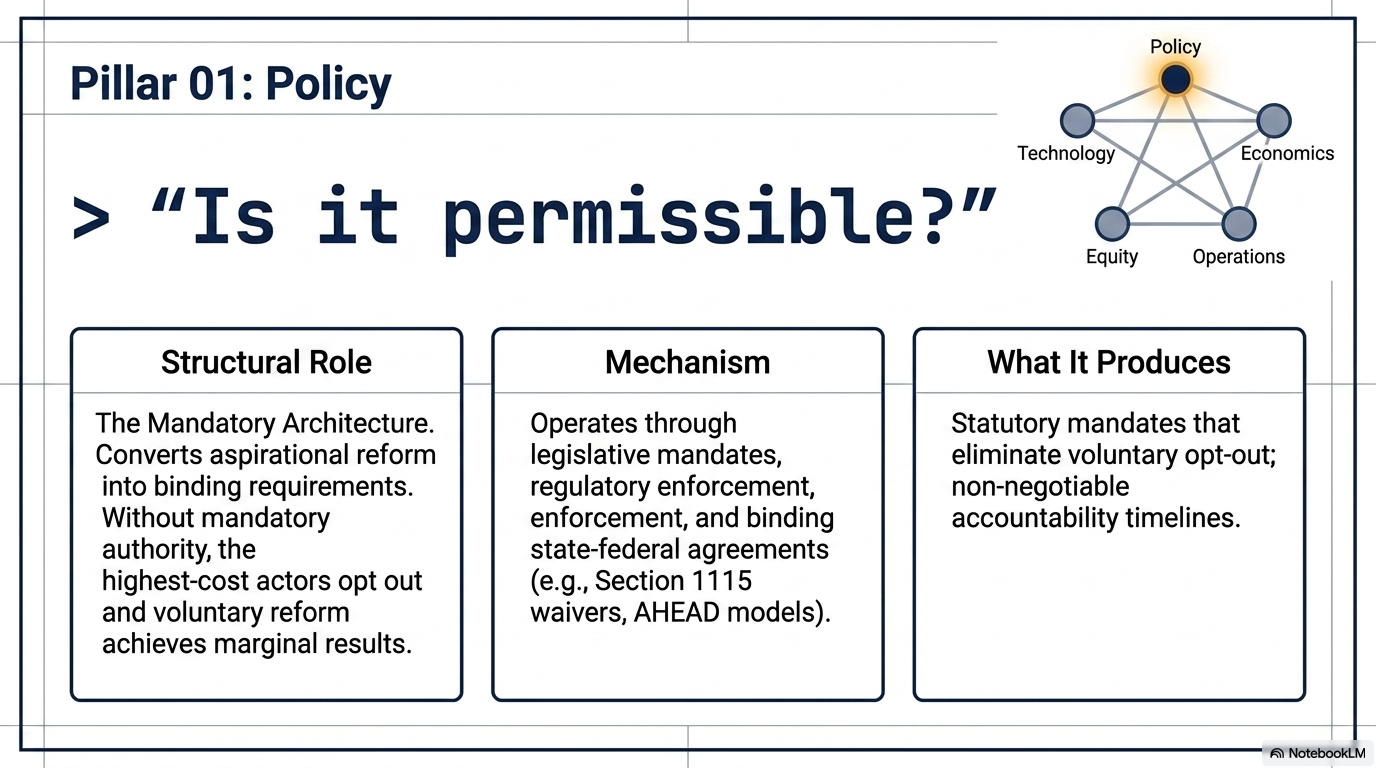 Pillar 01: Policy
> “Is it permissible?”
Policy
Technology
Economics
Equity
Operations
Structural Role
The Mandatory Architecture.
Converts aspirational reform
into binding requirements.
Without mandatory
authority, the
highest-cost actors opt out
and voluntary reform
achieves marginal results.
Mechanism
Operates through
legislative mandates,
regulatory enforcement,
enforcement, and binding
state-federal agreements
(e.g., Section 1115
waivers, AHEAD models).
What It Produces
Statutory mandates that
eliminate voluntary opt-out;
non-negotiable
accountability timelines.
NotebookLM